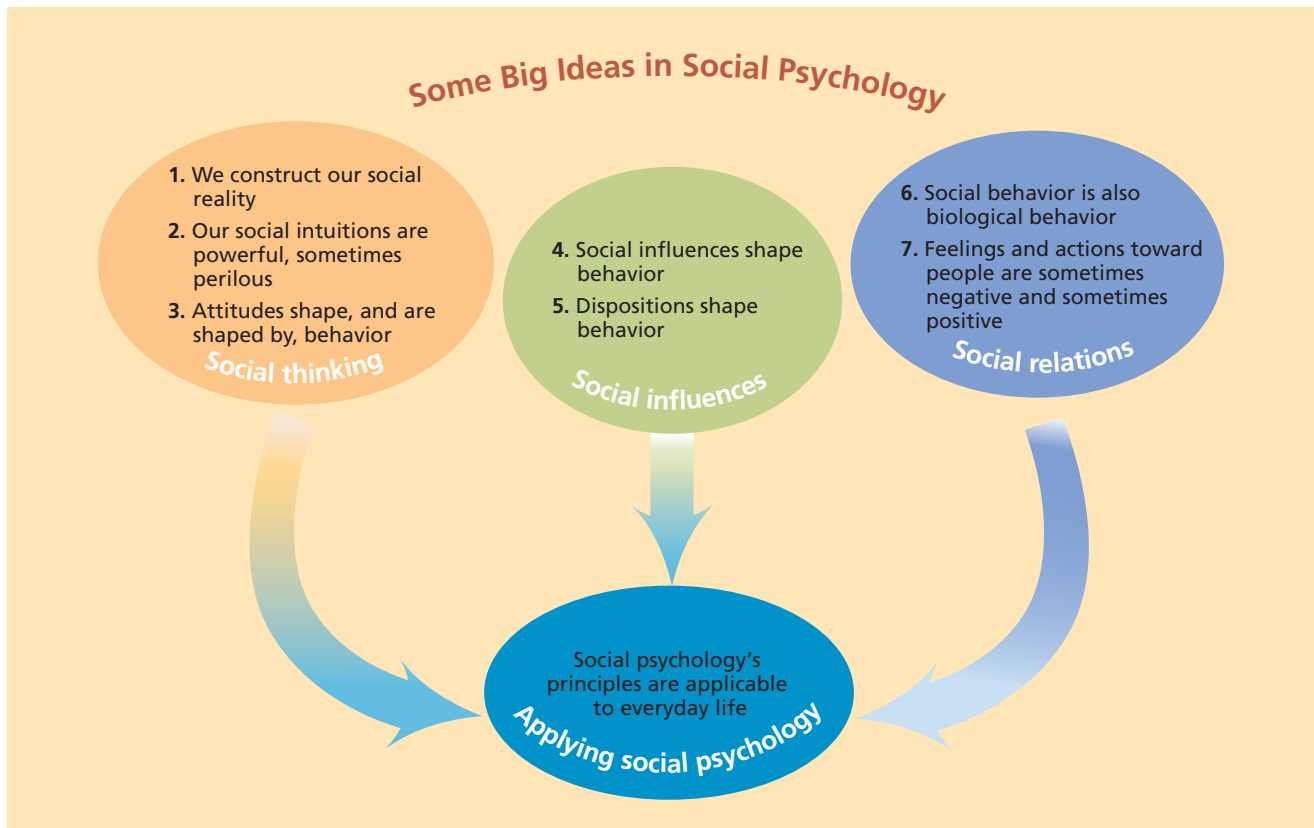 Some Big Ideas in Social Psychology
1. We construct our social
reality
2. Our social intuitions are
powerful, sometimes
perilous
3. Attitudes shape, and are
shaped by, behavior
Social thinking
4. Social influences shape
behavior
5. Dispositions shape
behavior
Social influences
6. Social behavior is also
biological behavior
7. Feelings and actions toward
people are sometimes
negative and sometimes
positive
Social relations
Social psychology‘s
principles are applicable
to everyday life
Applying social psychology